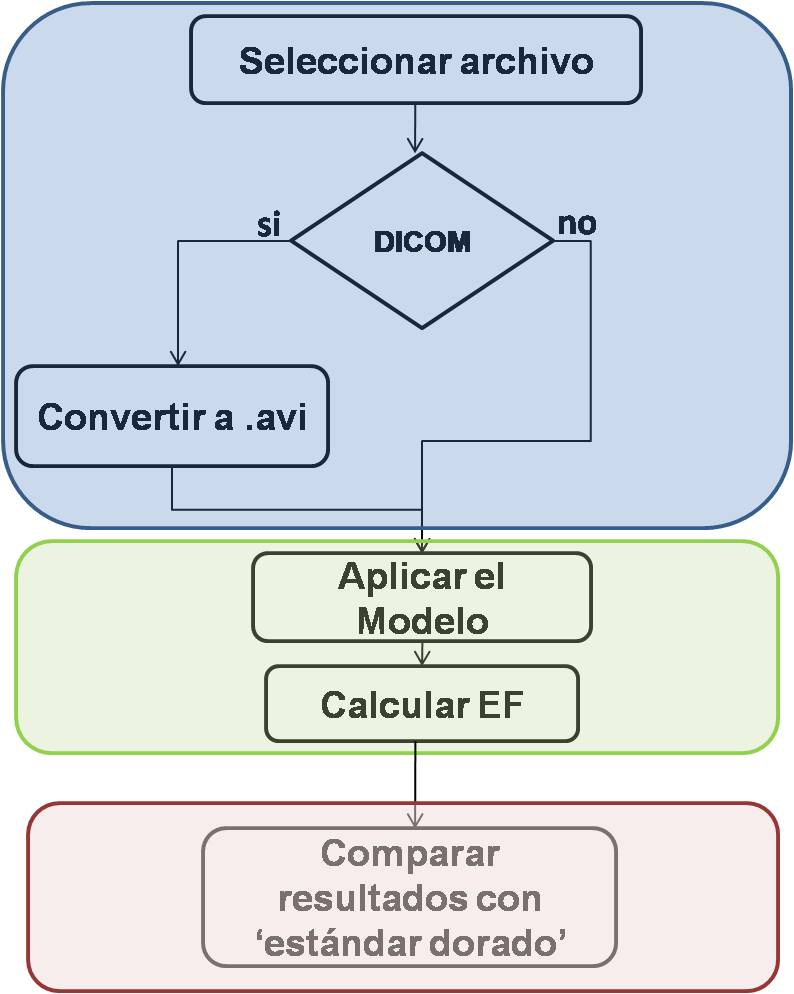 Seleccionar archivo
si
DICOM
no
Convertir a .avi
Aplicar el
Modelo
Calcular EF
Comparar
resultados con
‘estándar dorado’